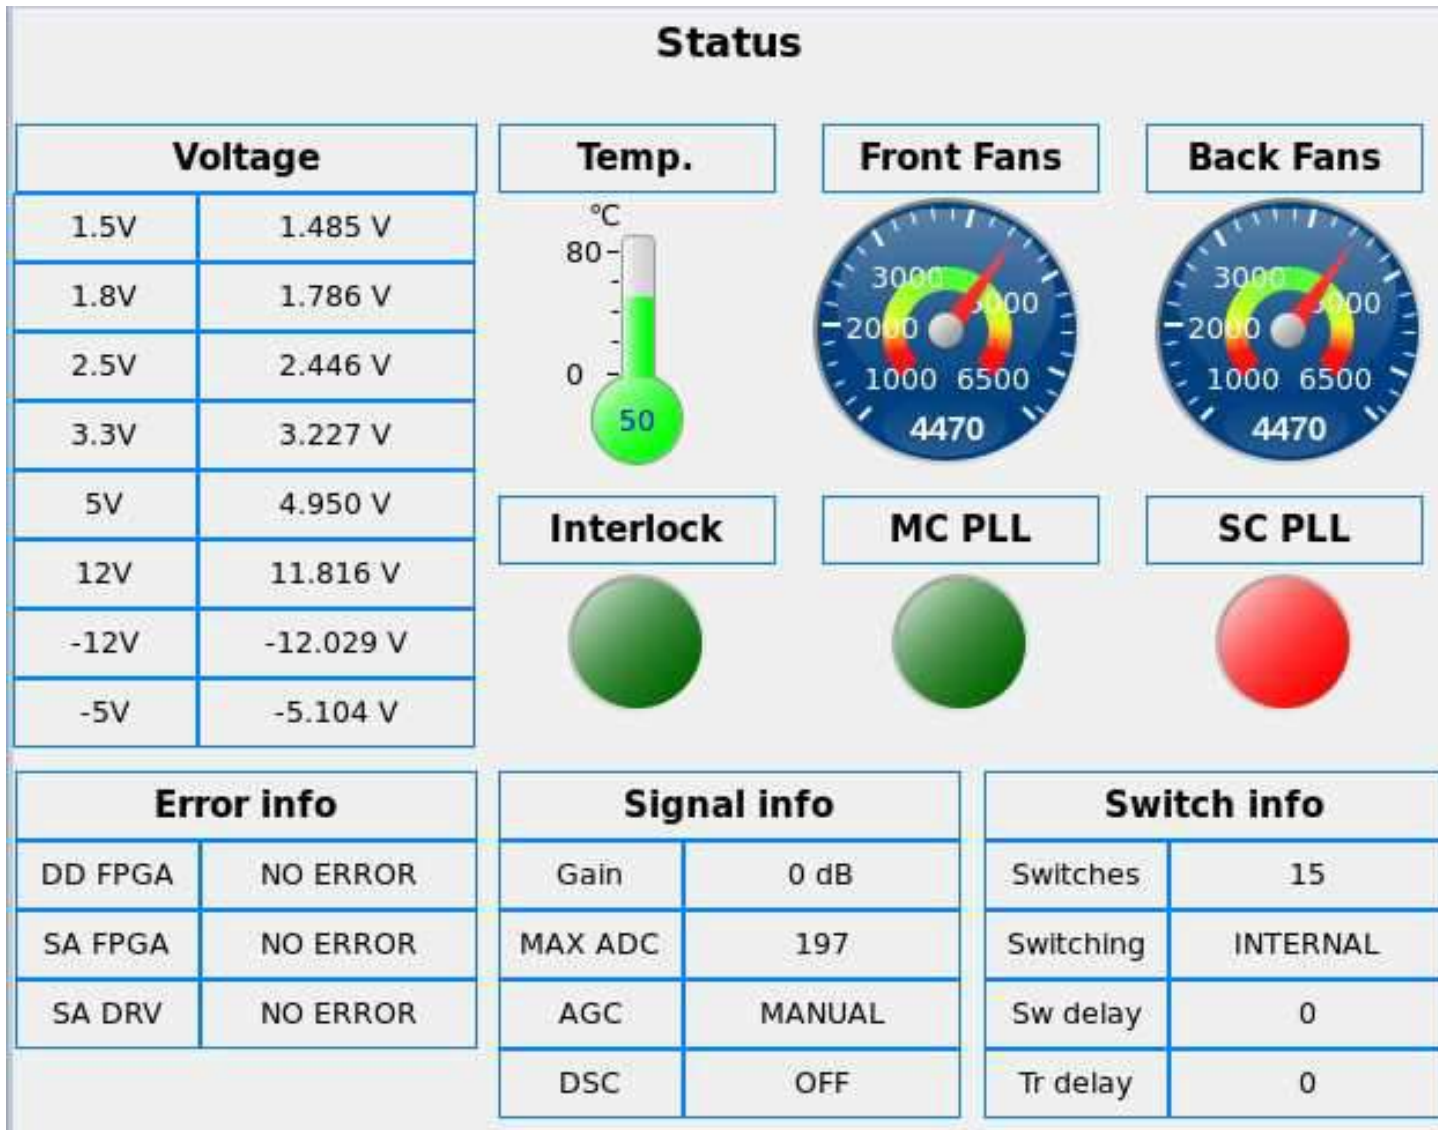 Status
Voltage
1.5V 1.485 V
1.8V 1.786 V
2.5V 2.446 V
3.3V 3.227 V
5V 4.950 V
12V 11.816 V
-12V -12.029 V
-5V -5.104 V
Temp.
°C
80
0
50
Front Fans
3000
5000
2000
1000 6500
4470
Back Fans
3000
5000
2000
1000 6500
4470
Interlock
MC PLL
SC PLL
Error info
DD FPGA NO ERROR
SA FPGA NO ERROR
SA DRV NO ERROR
Signal info
Gain 0 dB
MAX ADC 197
AGC MANUAL
DSC OFF
Switch info
Switches 15
Switching INTERNAL
Sw delay 0
Tr delay 0